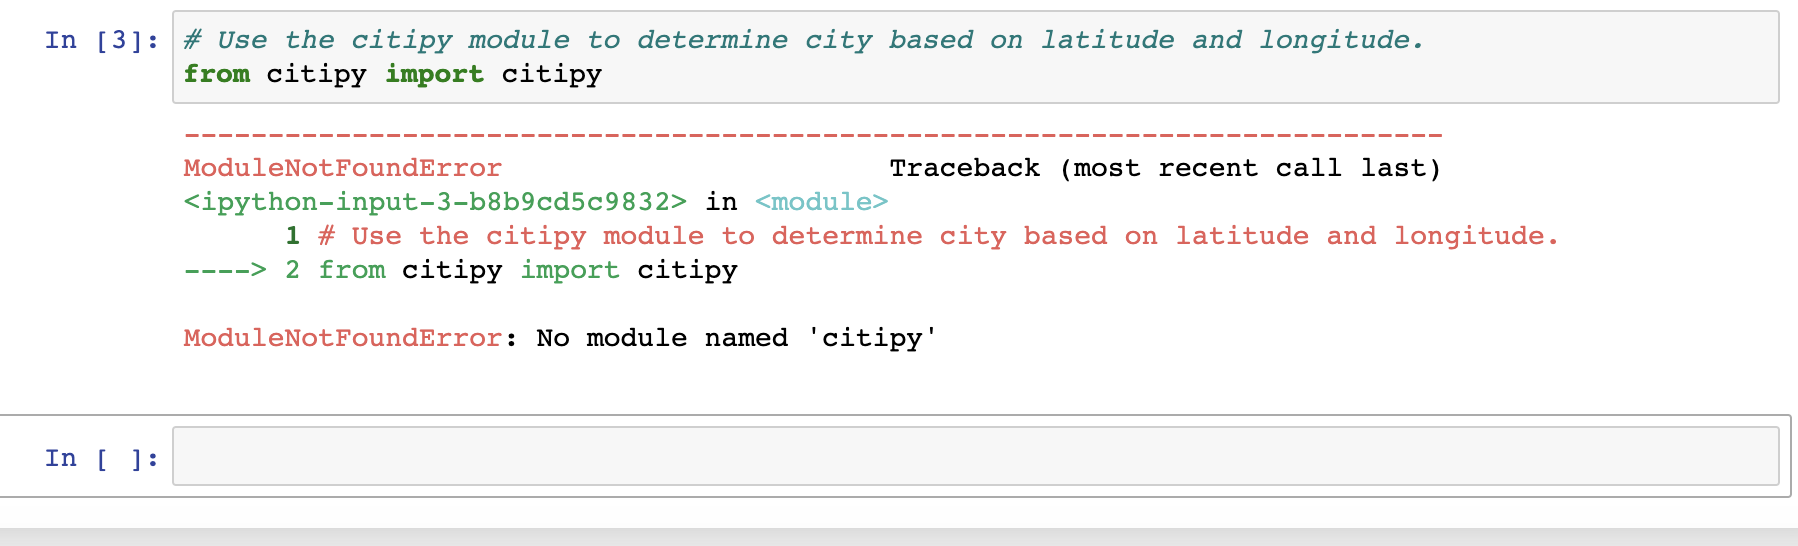 In [3]: # Use the citipy module to determine city based on latitude and longitude.
from citipy import citipy
---------------------------------------------------------------------------
ModuleNotFoundError                       Traceback (most recent call last)
<ipython-input-3-b8b9cd5c9832> in <module>
      1 # Use the citipy module to determine city based on latitude and longitude.
----> 2 from citipy import citipy
ModuleNotFoundError: No module named 'citipy'
In [ ]: